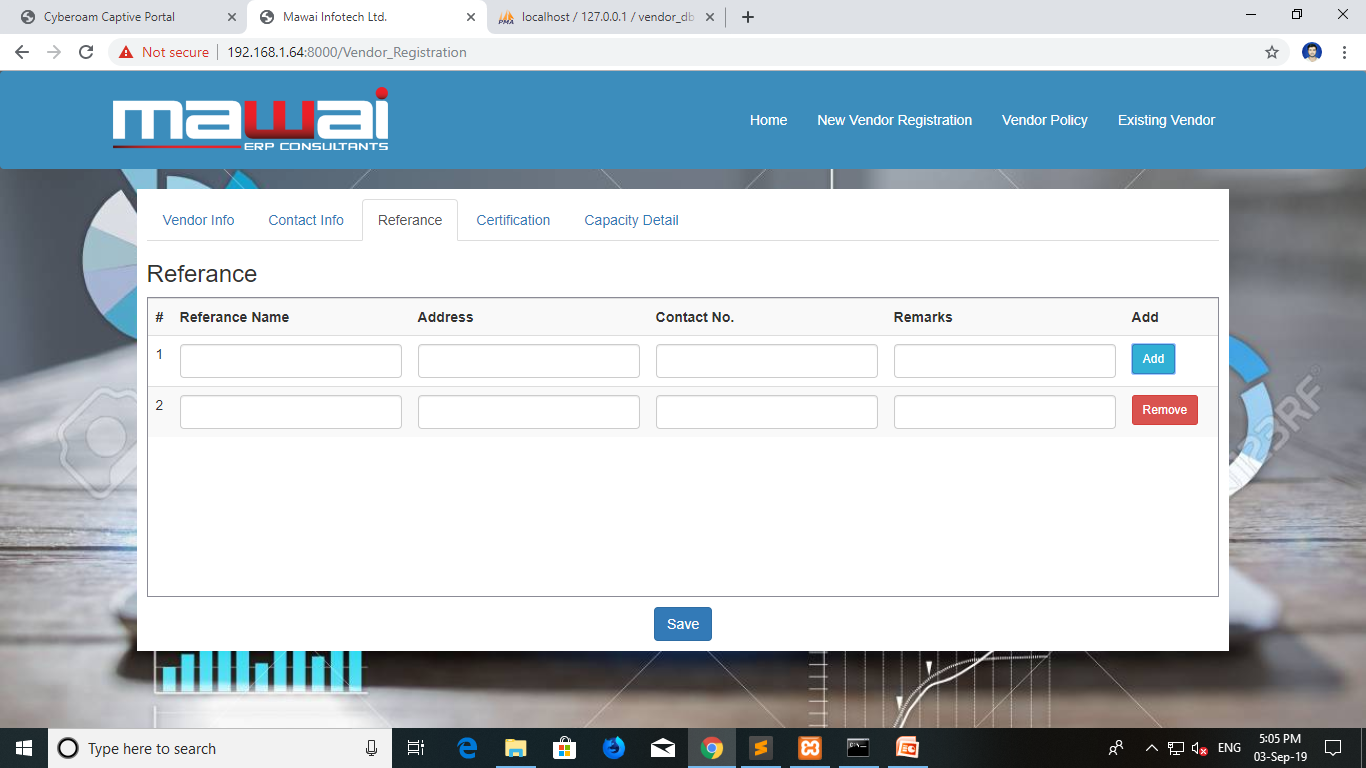 Cyberoam Captive Portal
Mawai Infotech Ltd.
localhost / 127.0.0.1 / vendor_db
Not secure
192.168.1.64:8000/Vendor_Registration
mawai
ERP CONSULTANTS
Home
New Vendor Registration
Vendor Policy
Existing Vendor
Vendor Info
Contact Info
Referance
Certification
Capacity Detail
Referance
# Referance Name Address Contact No. Remarks Add
1 Add
2 Remove
Save
123RF
Type here to search
ENG
5:05 PM
03-Sep-19